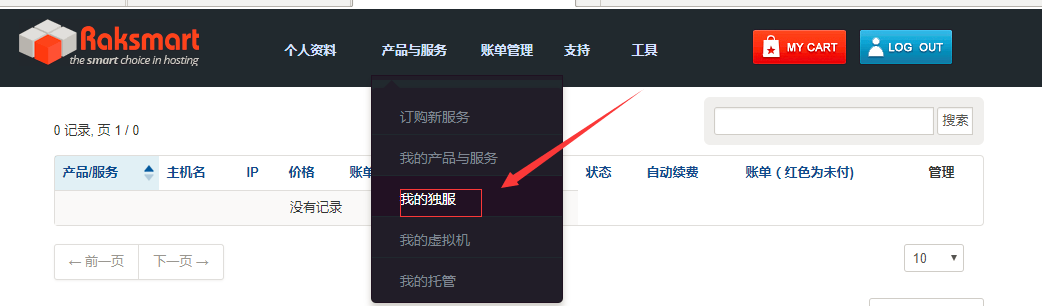 Raksmart
the smart choice in hosting
个人资料 产品与服务 账单管理 支持 工具 MY CART LOG OUT
订购新服务
我的产品与服务
我的独服
我的虚拟机
我的托管
搜索
0 记录, 页 1 / 0
产品/服务 主机名 IP 价格 账单 状态 自动续费 账单（红色为未付) 管理
没有记录
← 前一页 下一页 →
10